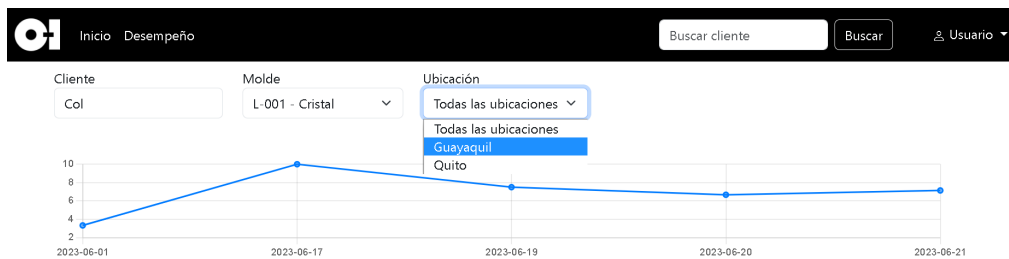 Inicio Desempeño Buscar cliente Buscar Usuario
Cliente Molde Ubicación
Col L-001 - Cristal Todas las ubicaciones
Todas las ubicaciones
Guayaquil
Quito
10
8
6
4
2
2023-06-01 2023-06-17 2023-06-19 2023-06-20 2023-06-21